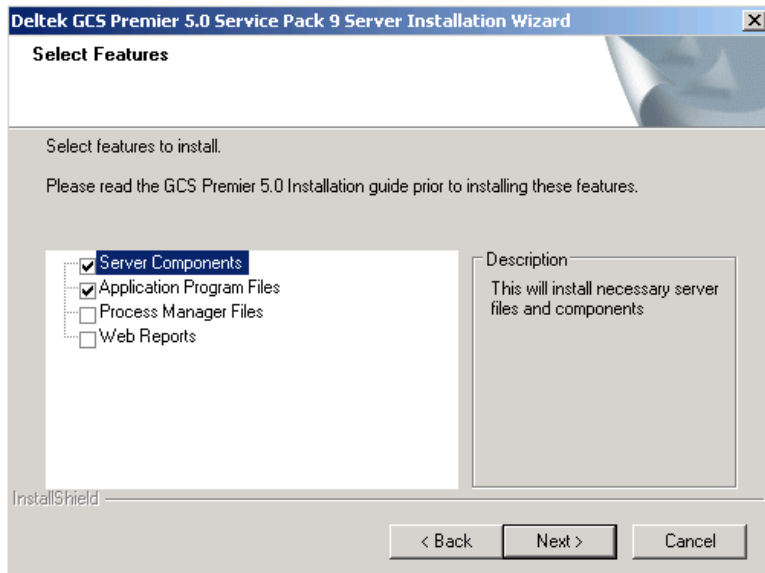 Deltek GCS Premier 5.0 Service Pack 9 Server Installation Wizard
Select Features
Select features to install.
Please read the GCS Premier 5.0 Installation guide prior to installing these features.
Server Components
Application Program Files
Process Manager Files
Web Reports
Description
This will install necessary server
files and components
InstallShield
< Back
Next >
Cancel